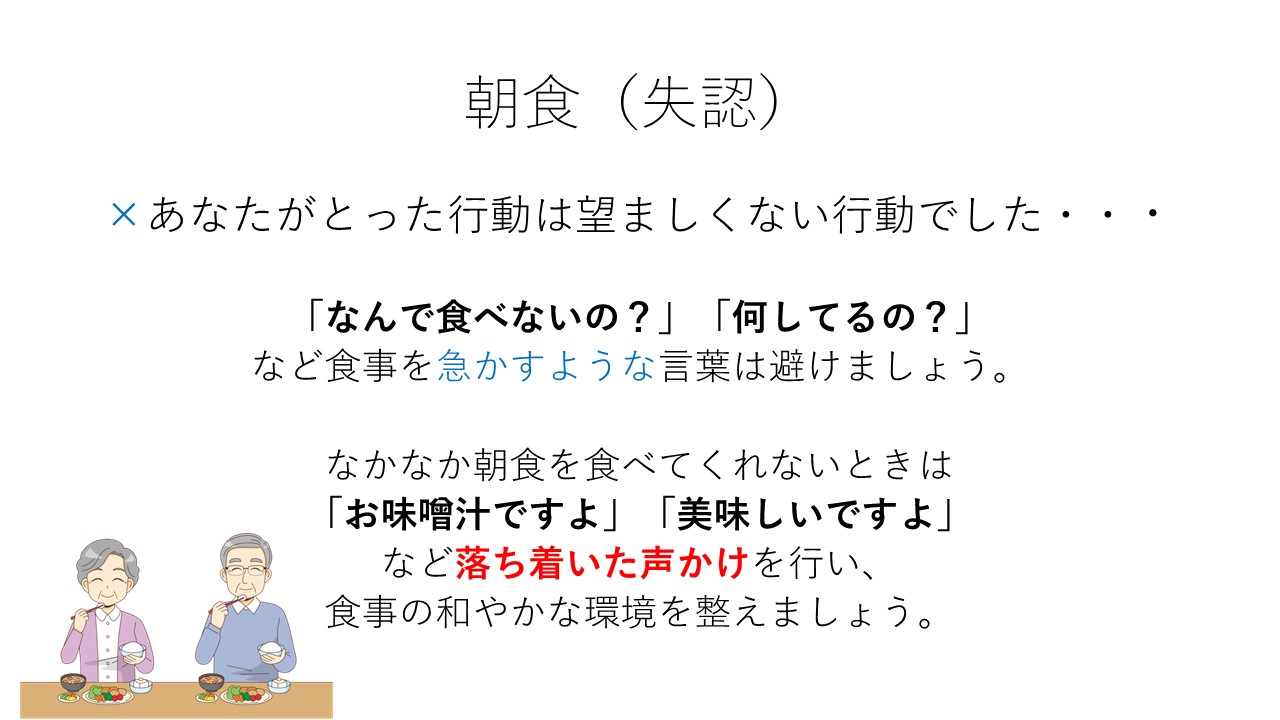 朝食（失認）
×あなたがとった行動は望ましくない行動でした・・・
「なんで食べないの？」「何してるの？」
など食事を急かすような言葉は避けましょう。
なかなか朝食を食べてくれないときは
「お味噌汁ですよ」「美味しいですよ」
など落ち着いた声かけを行い、
食事の和やかな環境を整えましょう。